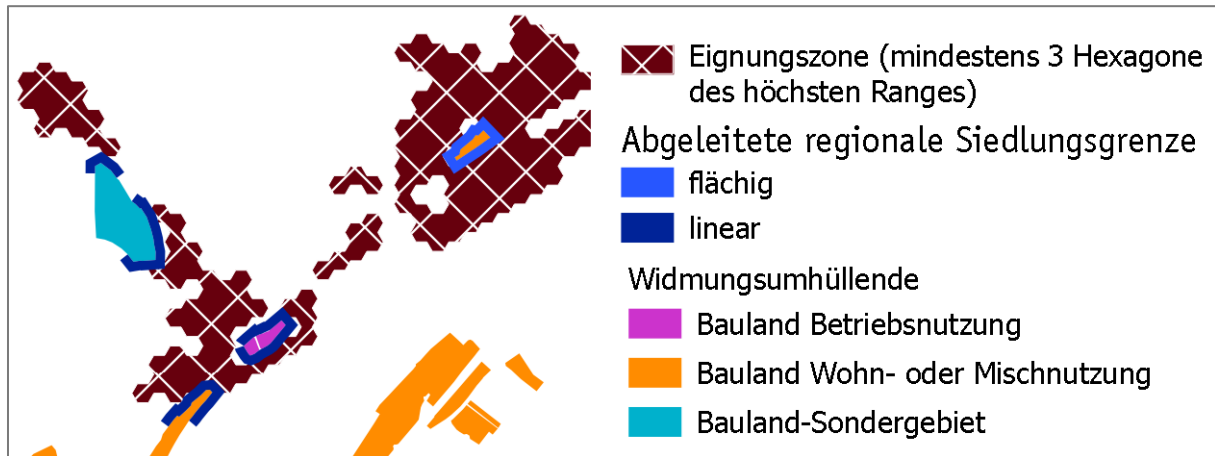 Eignungszone (mindestens 3 Hexagone
des höchsten Ranges)
Abgeleitete regionale Siedlungsgrenze
flächig
linear
Widmungsumhüllende
Bauland Betriebsnutzung
Bauland Wohn- oder Mischnutzung
Bauland-Sondergebiet